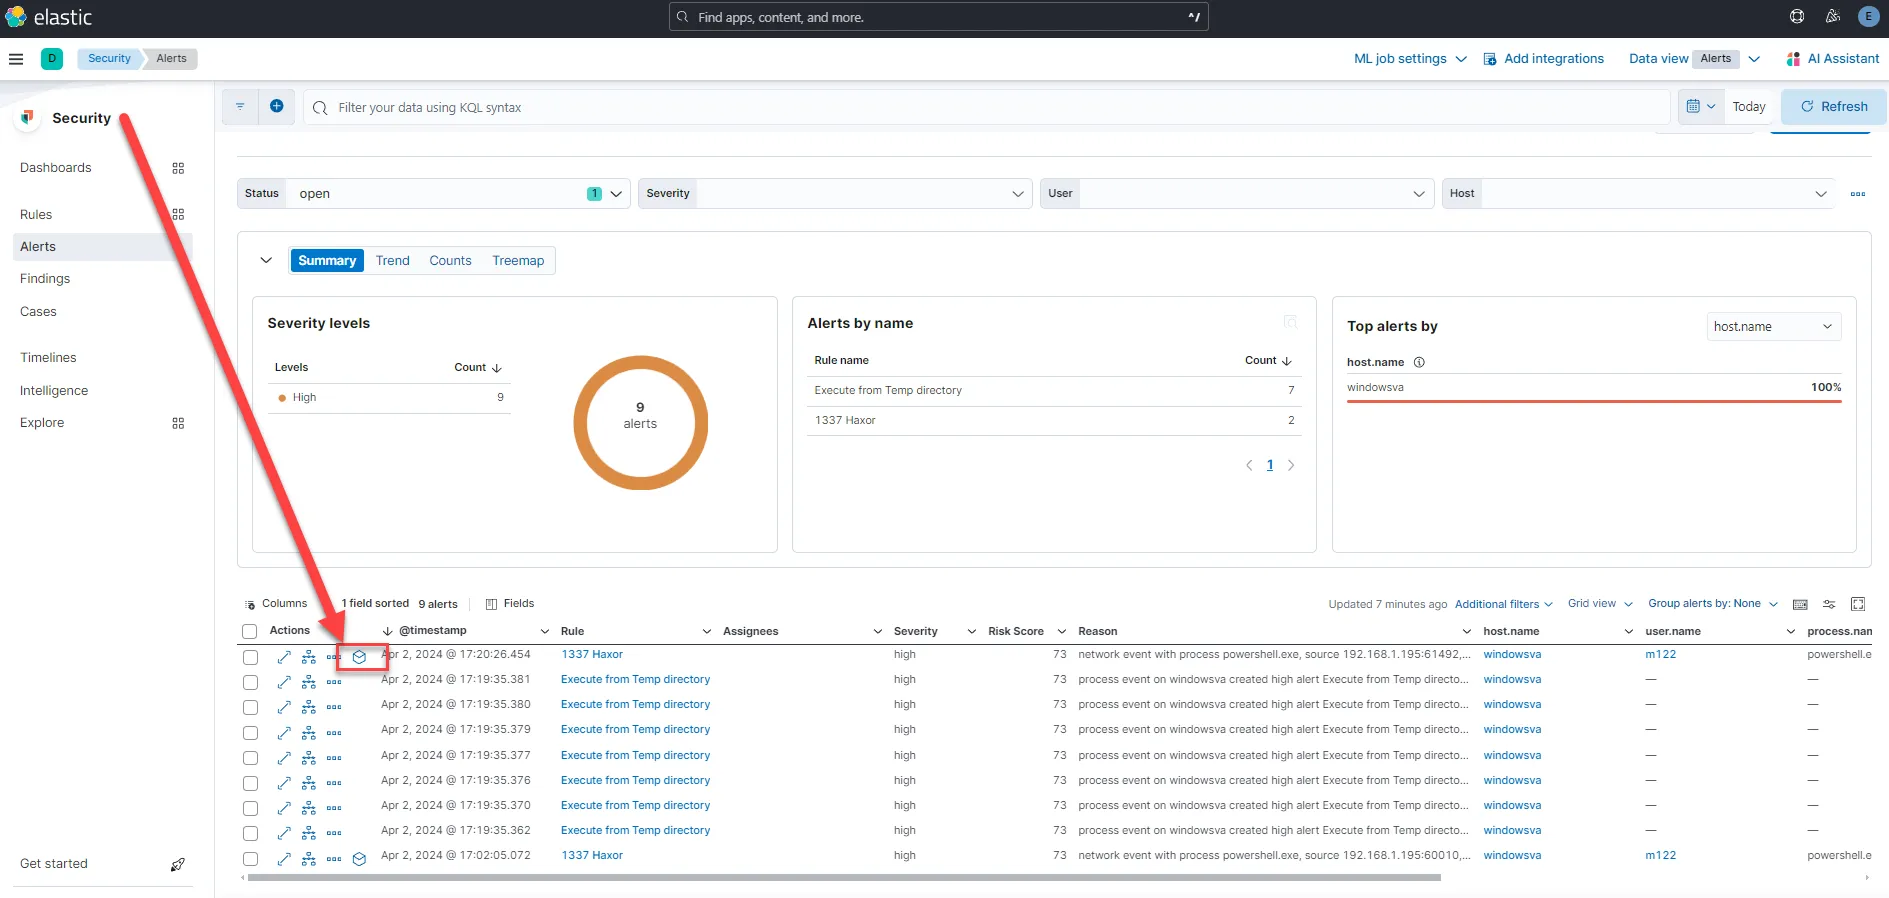 elastic
Find apps, content, and more.
^/
E
D
Security
Alerts
ML job settings
Add integrations
Data view
Alerts
AI Assistant
Security
Filter your data using KQL syntax
Today
Refresh
Dashboards
Rules
Alerts
Findings
Cases
Timelines
Intelligence
Explore
Get started
Status
open
1
Severity
User
Host
Summary
Trend
Counts
Treemap
Severity levels
Levels
Count
High
9
9
alerts
Alerts by name
Rule name
Count
Execute from Temp directory
7
1337 Haxor
2
1
Top alerts by
host.name
host.name
windowsva
100%
Columns
1 field sorted
9 alerts
Fields
Updated 7 minutes ago
Additional filters
Grid view
Group alerts by: None
Actions @timestamp Rule Assignees Severity Risk Score Reason host.name user.name process.nam
Apr 2, 2024 @ 17:20:26.454 1337 Haxor high 73 network event with process powershell.exe, source 192.168.1.195:61492,... windowsva m122 powershell.e
Apr 2, 2024 @ 17:19:35.381 Execute from Temp directory high 73 process event on windowsva created high alert Execute from Temp directo... windowsva — —
Apr 2, 2024 @ 17:19:35.380 Execute from Temp directory high 73 process event on windowsva created high alert Execute from Temp directo... windowsva — —
Apr 2, 2024 @ 17:19:35.379 Execute from Temp directory high 73 process event on windowsva created high alert Execute from Temp directo... windowsva — —
Apr 2, 2024 @ 17:19:35.377 Execute from Temp directory high 73 process event on windowsva created high alert Execute from Temp directo... windowsva — —
Apr 2, 2024 @ 17:19:35.376 Execute from Temp directory high 73 process event on windowsva created high alert Execute from Temp directo... windowsva — —
Apr 2, 2024 @ 17:19:35.370 Execute from Temp directory high 73 process event on windowsva created high alert Execute from Temp directo... windowsva — —
Apr 2, 2024 @ 17:19:35.362 Execute from Temp directory high 73 process event on windowsva created high alert Execute from Temp directo... windowsva — —
Apr 2, 2024 @ 17:02:05.072 1337 Haxor high 73 network event with process powershell.exe, source 192.168.1.195:60010,... windowsva m122 powershell.e